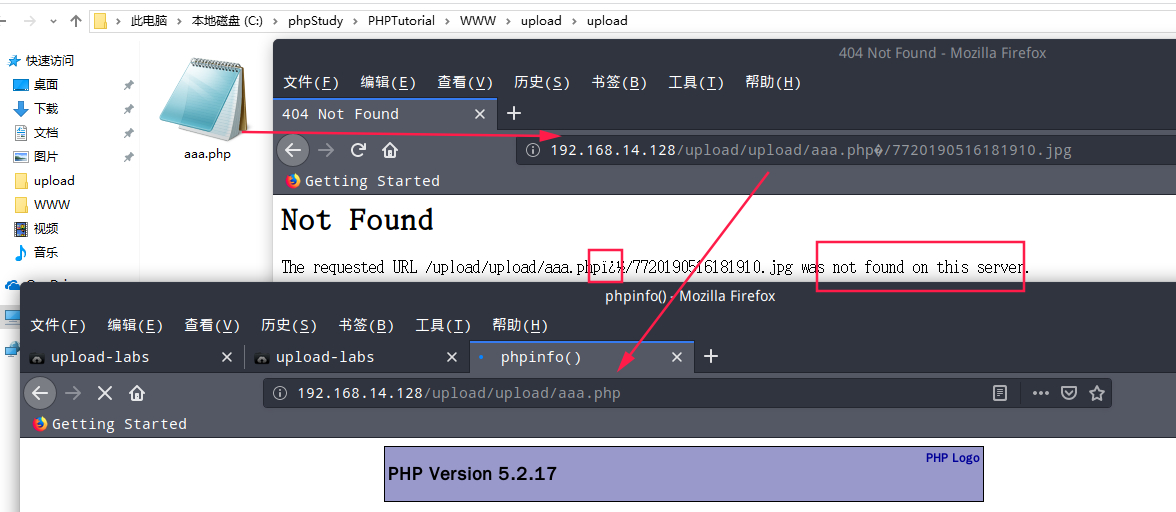 此电脑 › 本地磁盘 (C:) › phpStudy › PHPTutorial › WWW › upload › upload
快速访问
桌面
下载
文档
图片
upload
WWW
视频
音乐
aaa.php
404 Not Found - Mozilla Firefox
文件(F) 编辑(E) 查看(V) 历史(S) 书签(B) 工具(T) 帮助(H)
404 Not Found
192.168.14.128/upload/upload/aaa.php�/7720190516181910.jpg
Getting Started
Not Found
The requested URL /upload/upload/aaa.phpï¿½/7720190516181910.jpg was not found on this server.
phpinfo() - Mozilla Firefox
文件(F) 编辑(E) 查看(V) 历史(S) 书签(B) 工具(T) 帮助(H)
upload-labs upload-labs phpinfo()
192.168.14.128/upload/upload/aaa.php
Getting Started
PHP Logo
PHP Version 5.2.17